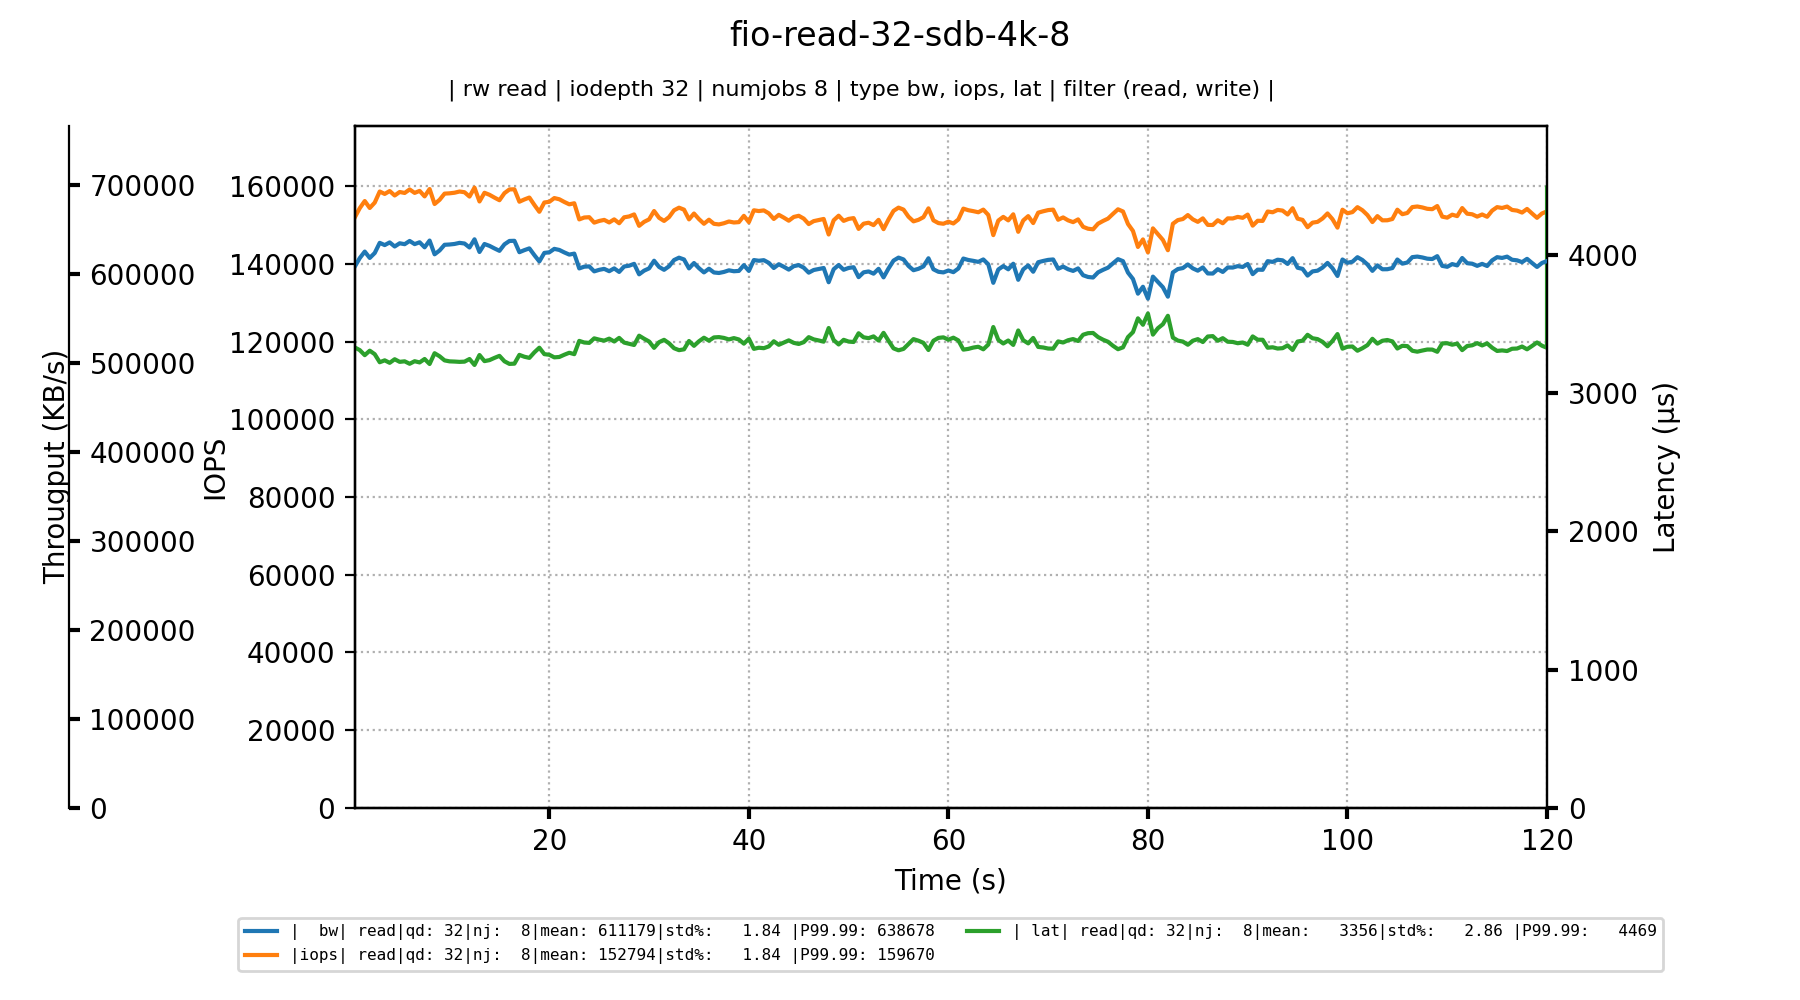 fio-read-32-sdb-4k-8
| rw read | iodepth 32 | numjobs 8 | type bw, iops, lat | filter (read, write) |
Througput (KB/s)
700000
600000
500000
400000
300000
200000
100000
0
IOPS
160000
140000
120000
100000
80000
60000
40000
20000
0
4000
3000
2000
1000
0
Latency (µs)
20 40 60 80 100 120
Time (s)
|  bw| read|qd: 32|nj:  8|mean: 611179|std%:   1.84 |P99.99: 638678
|iops| read|qd: 32|nj:  8|mean: 152794|std%:   1.84 |P99.99: 159670
| lat| read|qd: 32|nj:  8|mean:   3356|std%:   2.86 |P99.99:   4469